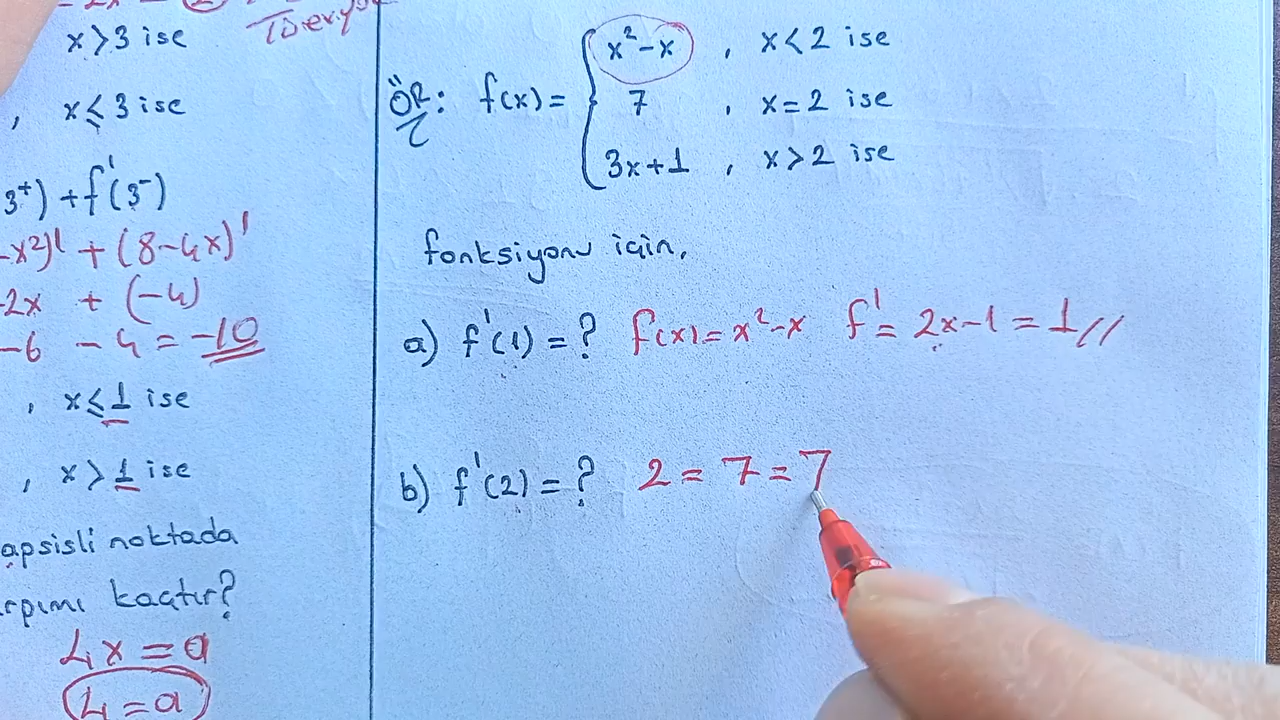 x>3 ise
, x≤3 ise
3⁺) + f'(3⁻)
-x²)' + (8-4x)'
-2x + (-4)
-6 - 4 = -10
, x≤1 ise
, x>1 ise
apsisli noktada
rpımı kaçtır?
4x = a
4 = a
ÖR: f(x) = { x²-x , x<2 ise
7 , x=2 ise
3x+1 , x>2 ise
fonksiyonu için,
a) f'(1) = ? f(x) = x²-x f' = 2x-1 = 1//
b) f'(2) = ? 2 = 7 = 7